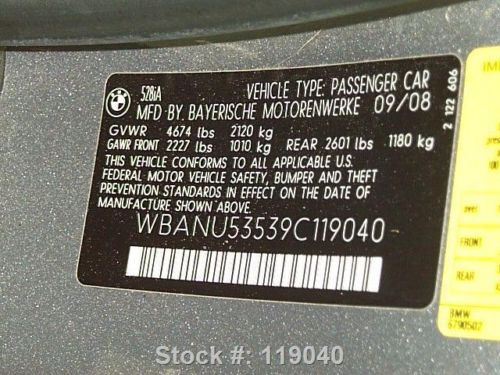 BMW
528iA
VEHICLE TYPE: PASSENGER CAR
MFD BY. BAYERISCHE MOTORENWERKE 09/08
GVWR 4674 lbs 2120 kg
GAWR FRONT 2227 lbs 1010 kg REAR 2601 lbs 1180 kg
THIS VEHICLE CONFORMS TO ALL APPLICABLE U.S.
FEDERAL MOTOR VEHICLE SAFETY, BUMPER AND THEFT
PREVENTION STANDARDS IN EFFECT ON THE DATE OF
MANUFACTURE SHOWN ABOVE.
WBANU53539C119040
2 122 606
FRONT
REAR
BMW
6790502
Stock #: 119040